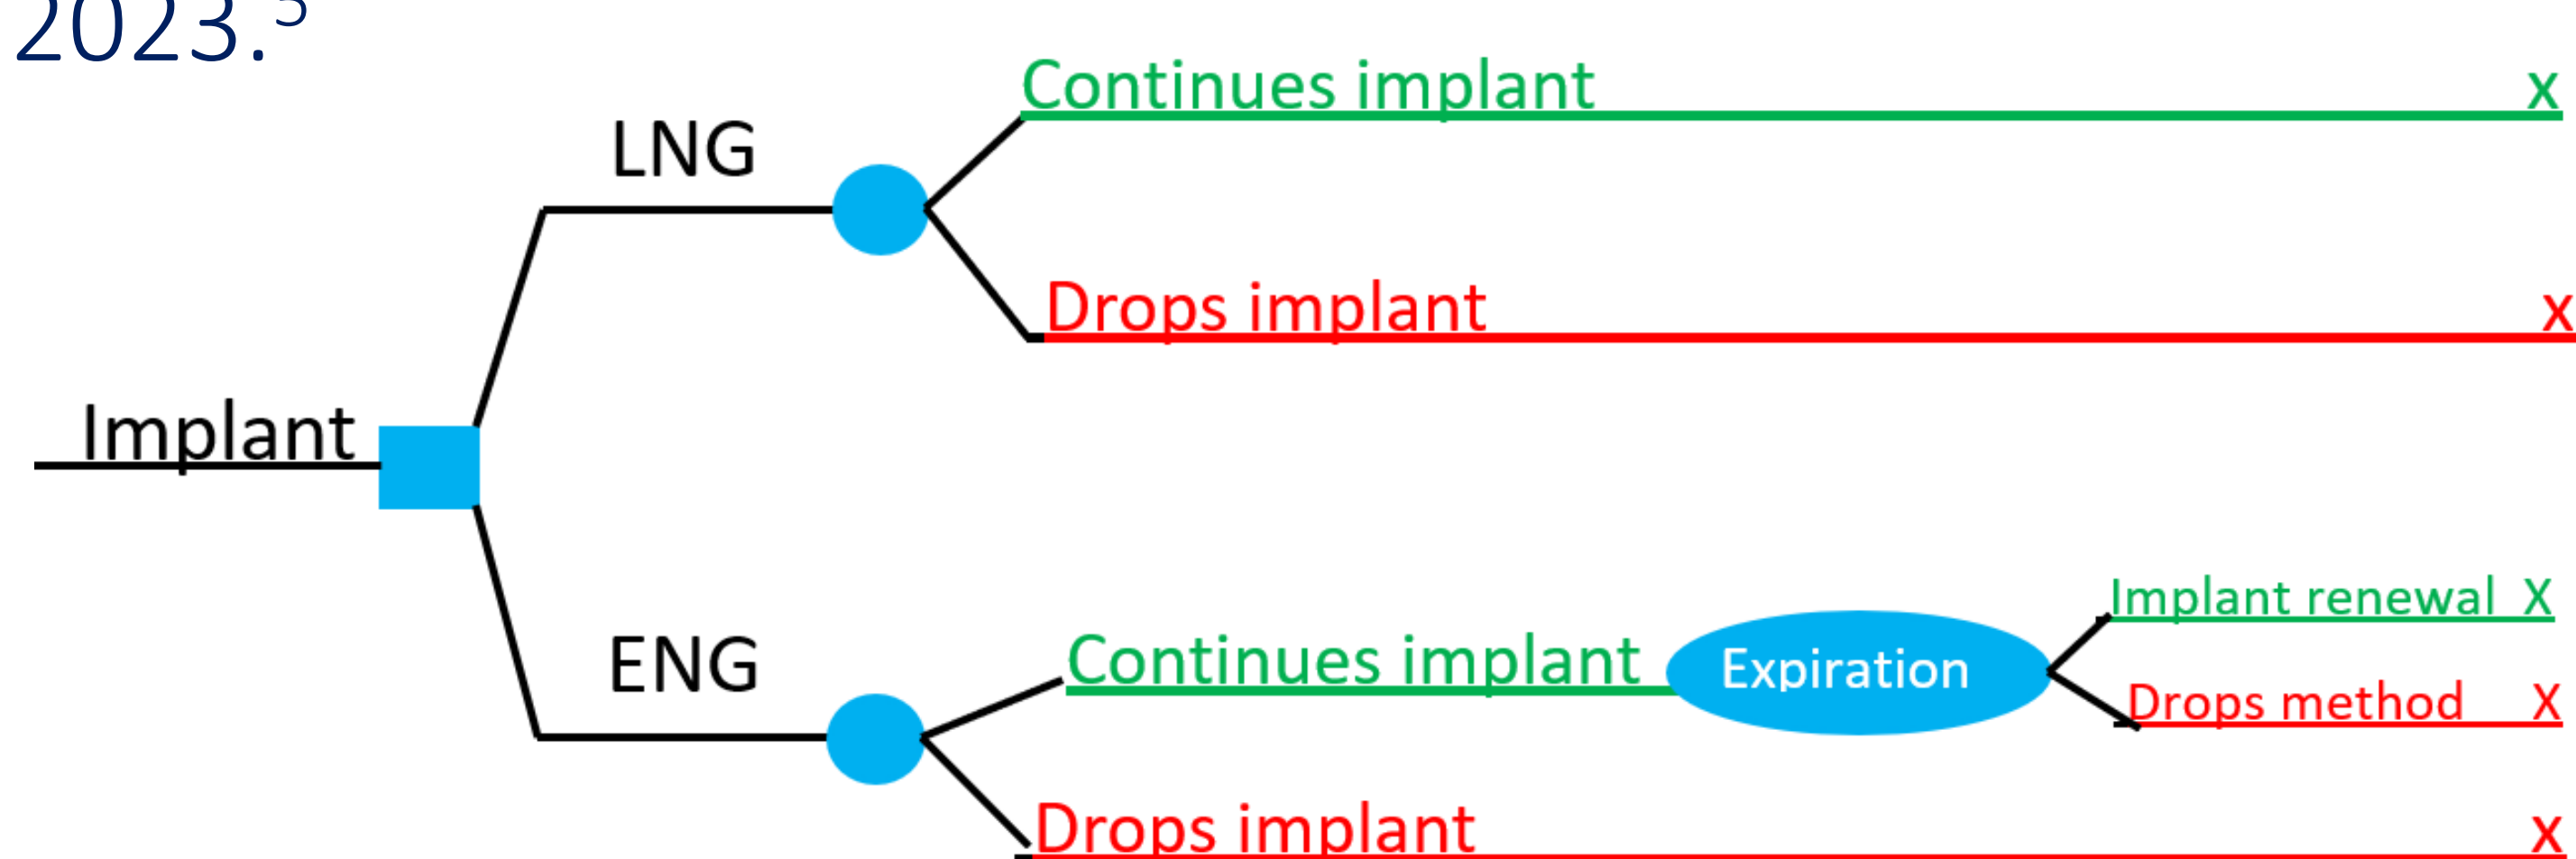 2023.⁵
Continues implant x
LNG
Drops implant x
Implant
Implant renewal X
ENG
Continues implant
Expiration
Drops method X
Drops implant x